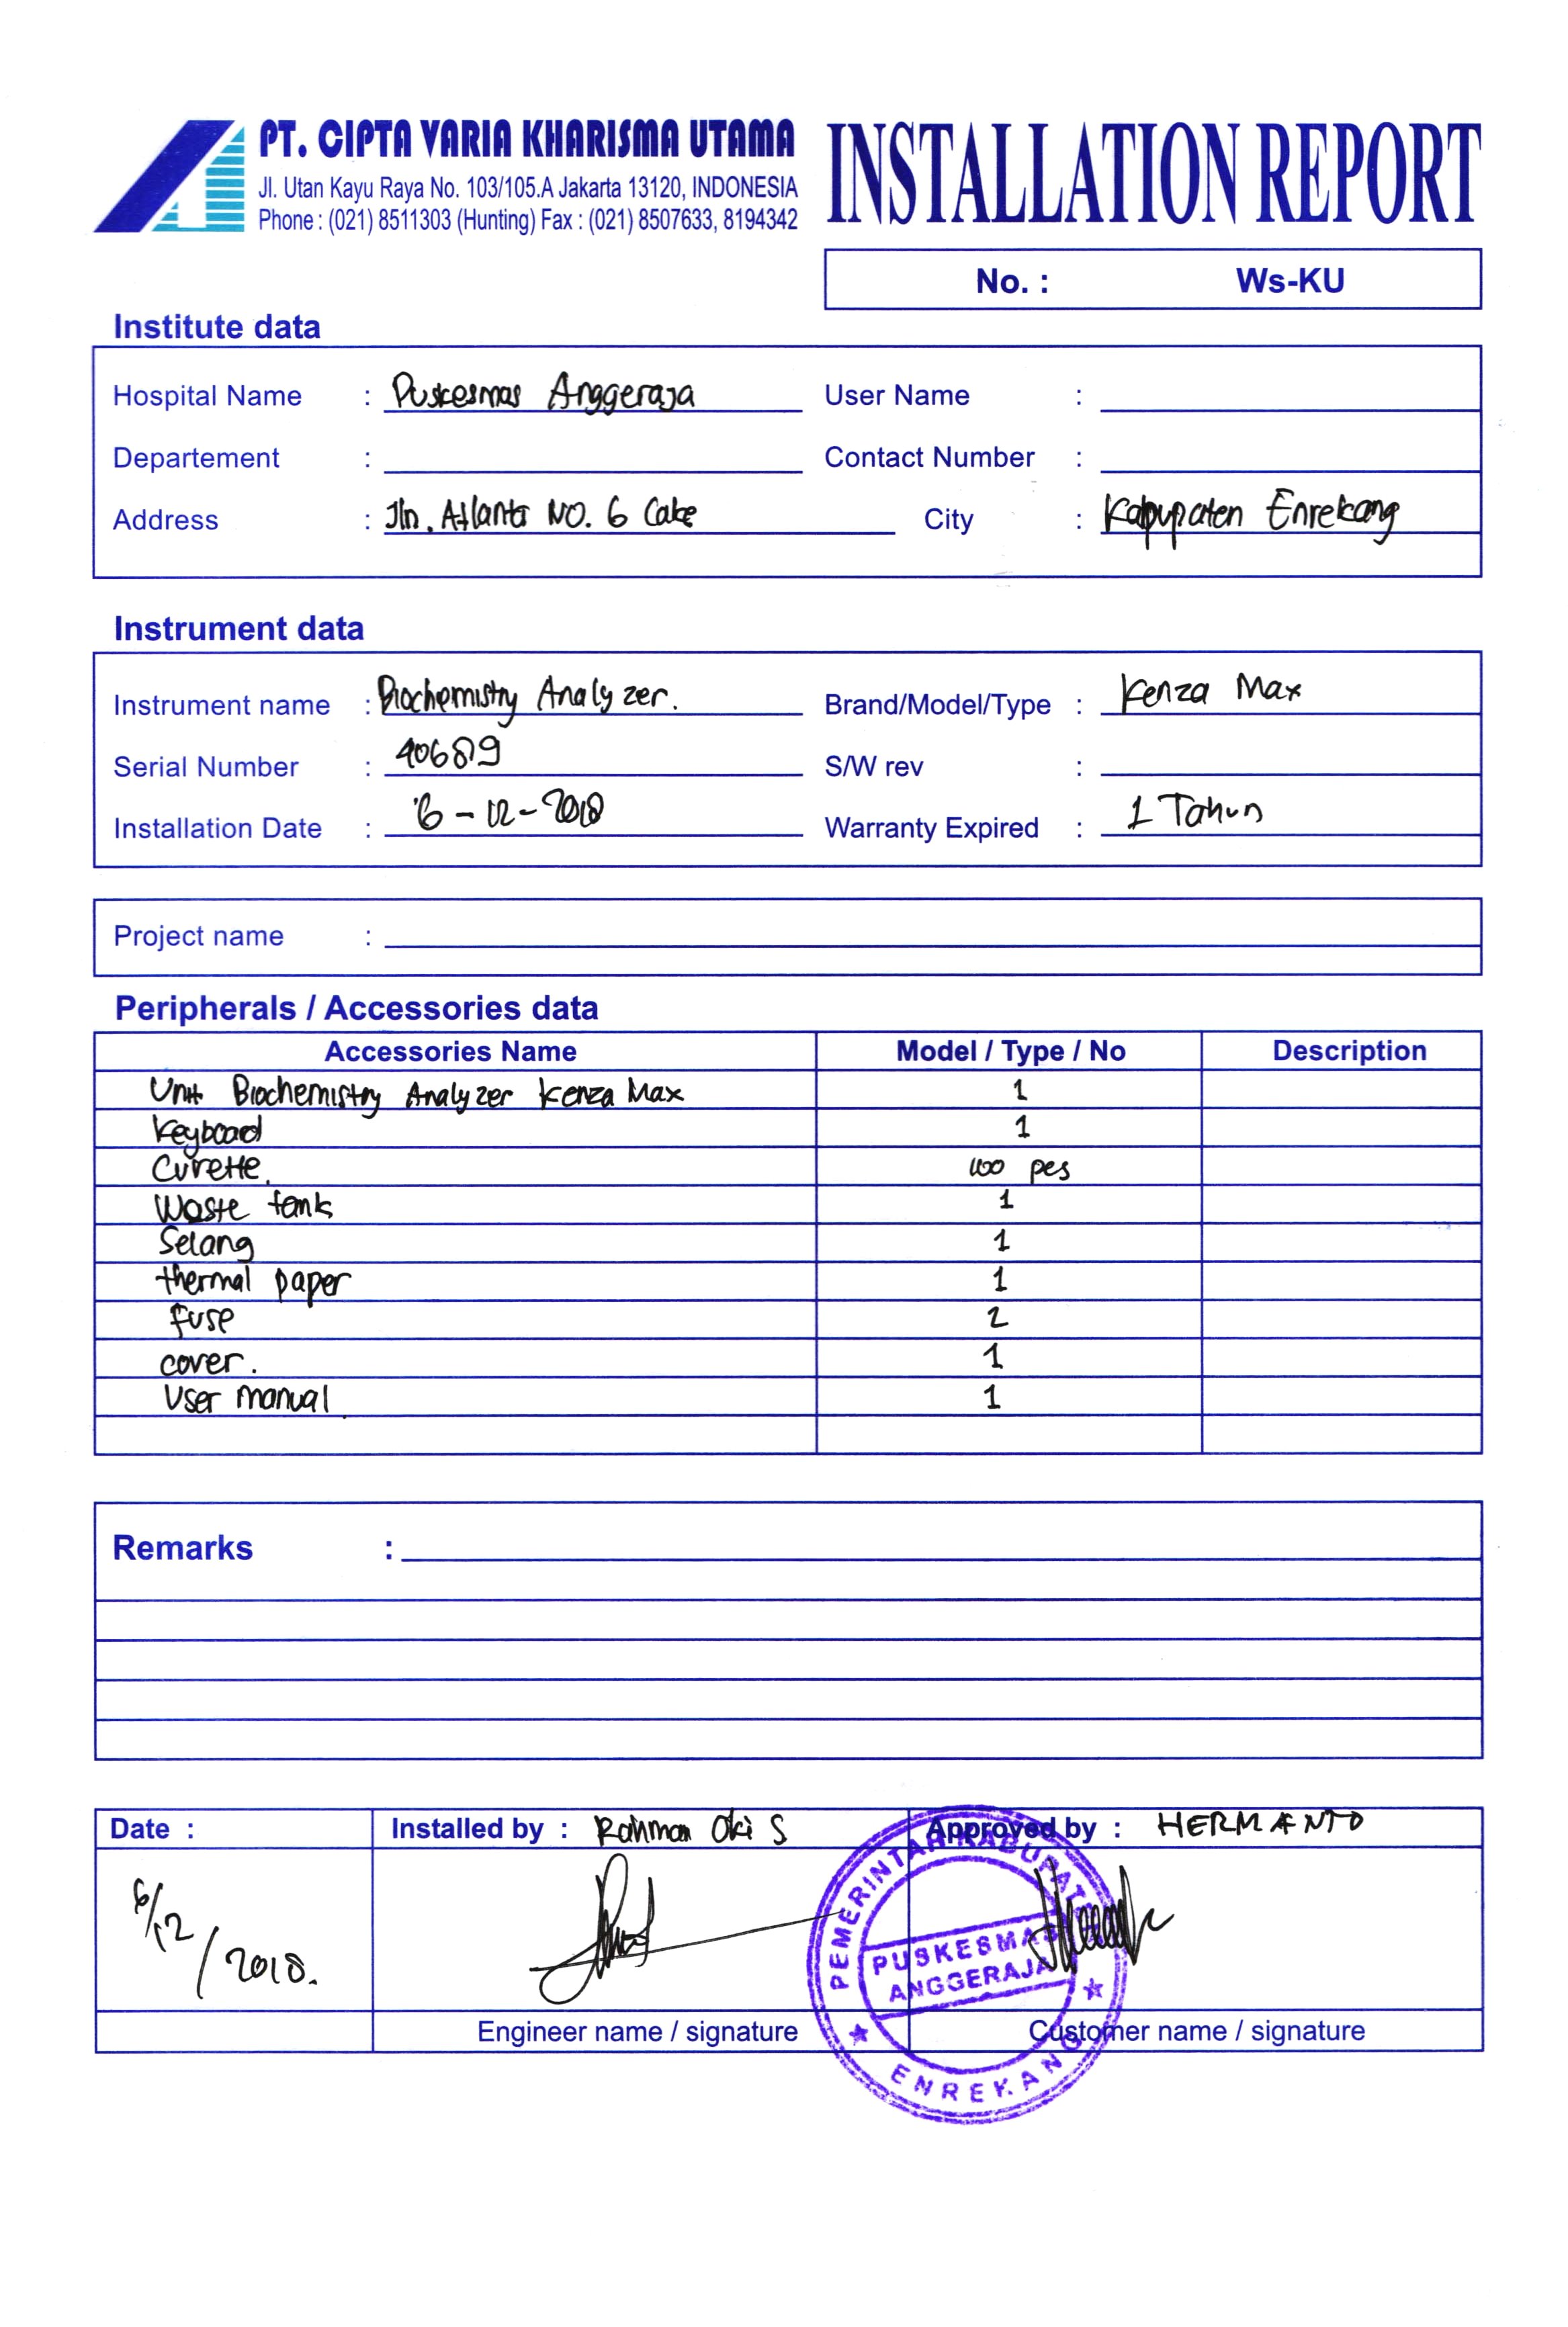 PT. CIPTA VARIA KHARISMA UTAMA
Jl. Utan Kayu Raya No. 103/105.A Jakarta 13120, INDONESIA
Phone : (021) 8511303 (Hunting) Fax : (021) 8507633, 8194342
INSTALLATION REPORT
No. : Ws-KU
Institute data
Hospital Name : Puskesmas Anggeraja User Name :
Departement : Contact Number :
Address : Jln. Atlanta NO. 6 Cake City : Kabupaten Enrekang
Instrument data
Instrument name : Biochemistry Analyzer. Brand/Model/Type : Kenza Max
Serial Number : S/W rev :
Installation Date : 6-12-2018 Warranty Expired : 1 Tahun
Project name :
Peripherals / Accessories data
Accessories Name Model / Type / No Description
Unit Biochemistry Analyzer Kenza Max 1
Keyboard 1
Cuvette. 100 pcs
Waste tank 1
Selang 1
thermal paper 1
fuse 2
cover. 1
User manual 1
Remarks :
Date : Installed by : Rahman Oki S Approved by : HERMANTO
6/12/2018.
PEMERINTAH KABUPATEN
PUSKESMAS
ANGGERAJA
Engineer name / signature Customer name / signature
ENREKANG